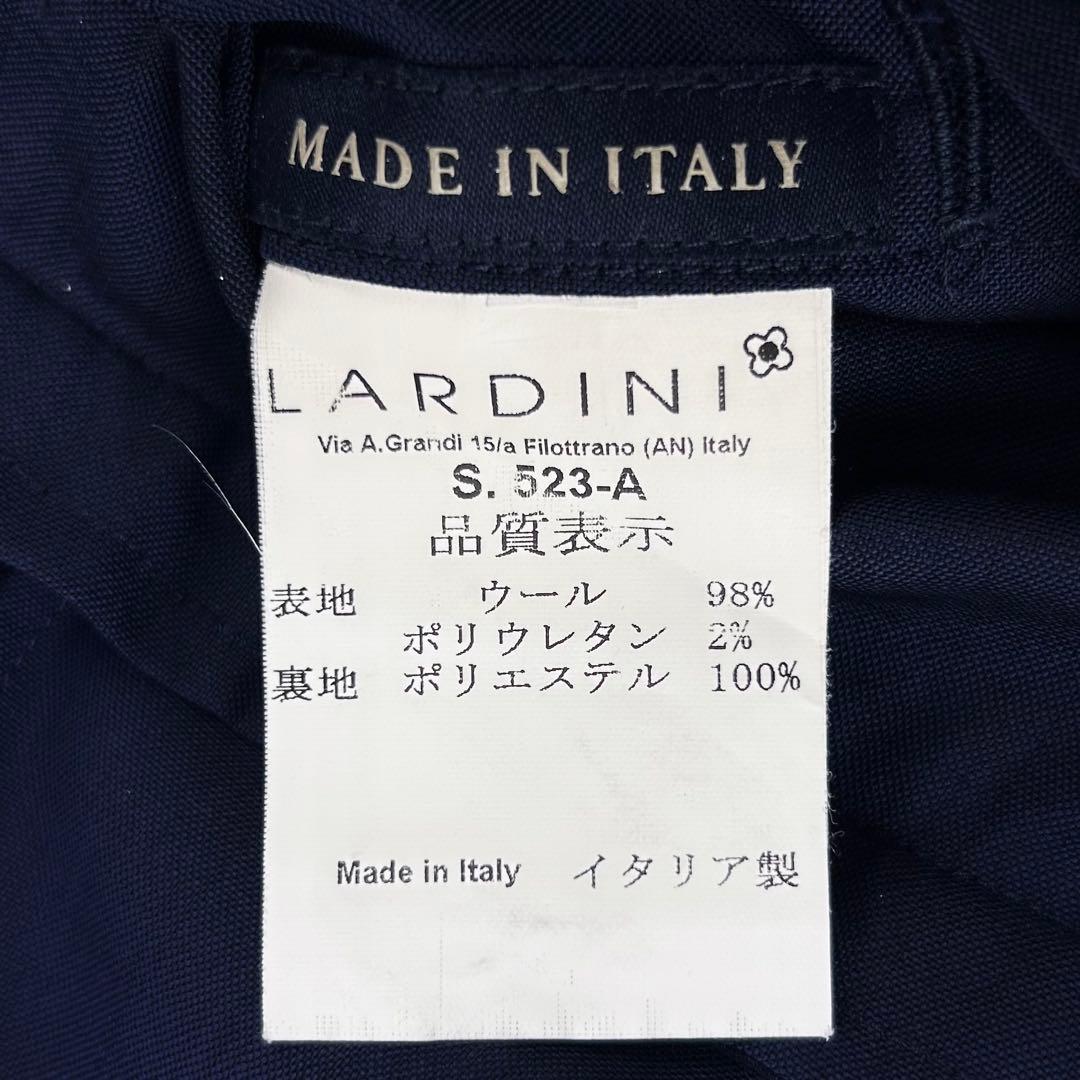 MADE IN ITALY
LARDINI
Via A.Grandi 15/a Filottrano (AN) Italy
S. 523-A
品質表示
表地 ウール 98%
ポリウレタン 2%
裏地 ポリエステル 100%
Made in Italy イタリア製